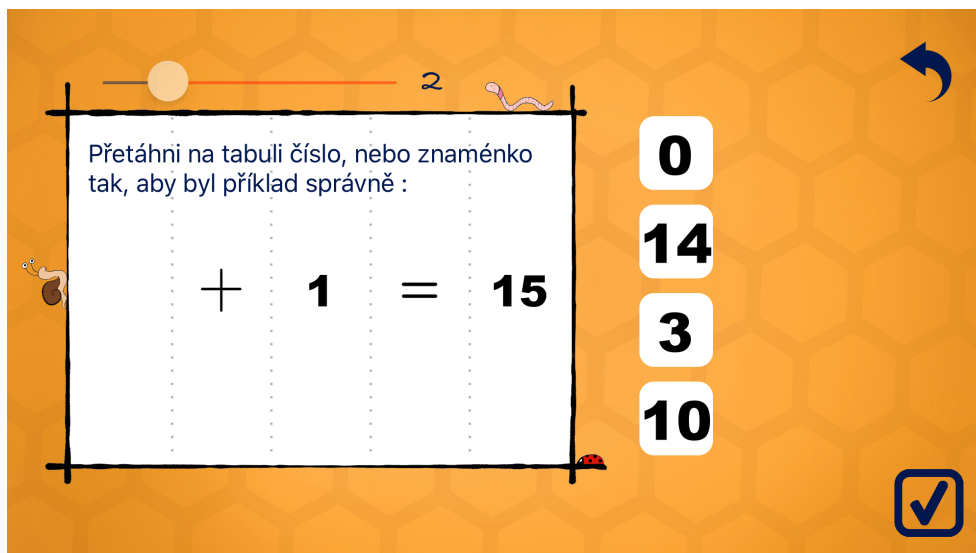 2
Přetáhni na tabuli číslo, nebo znaménko
tak, aby byl příklad správně :
+ 1 = 15
0
14
3
10